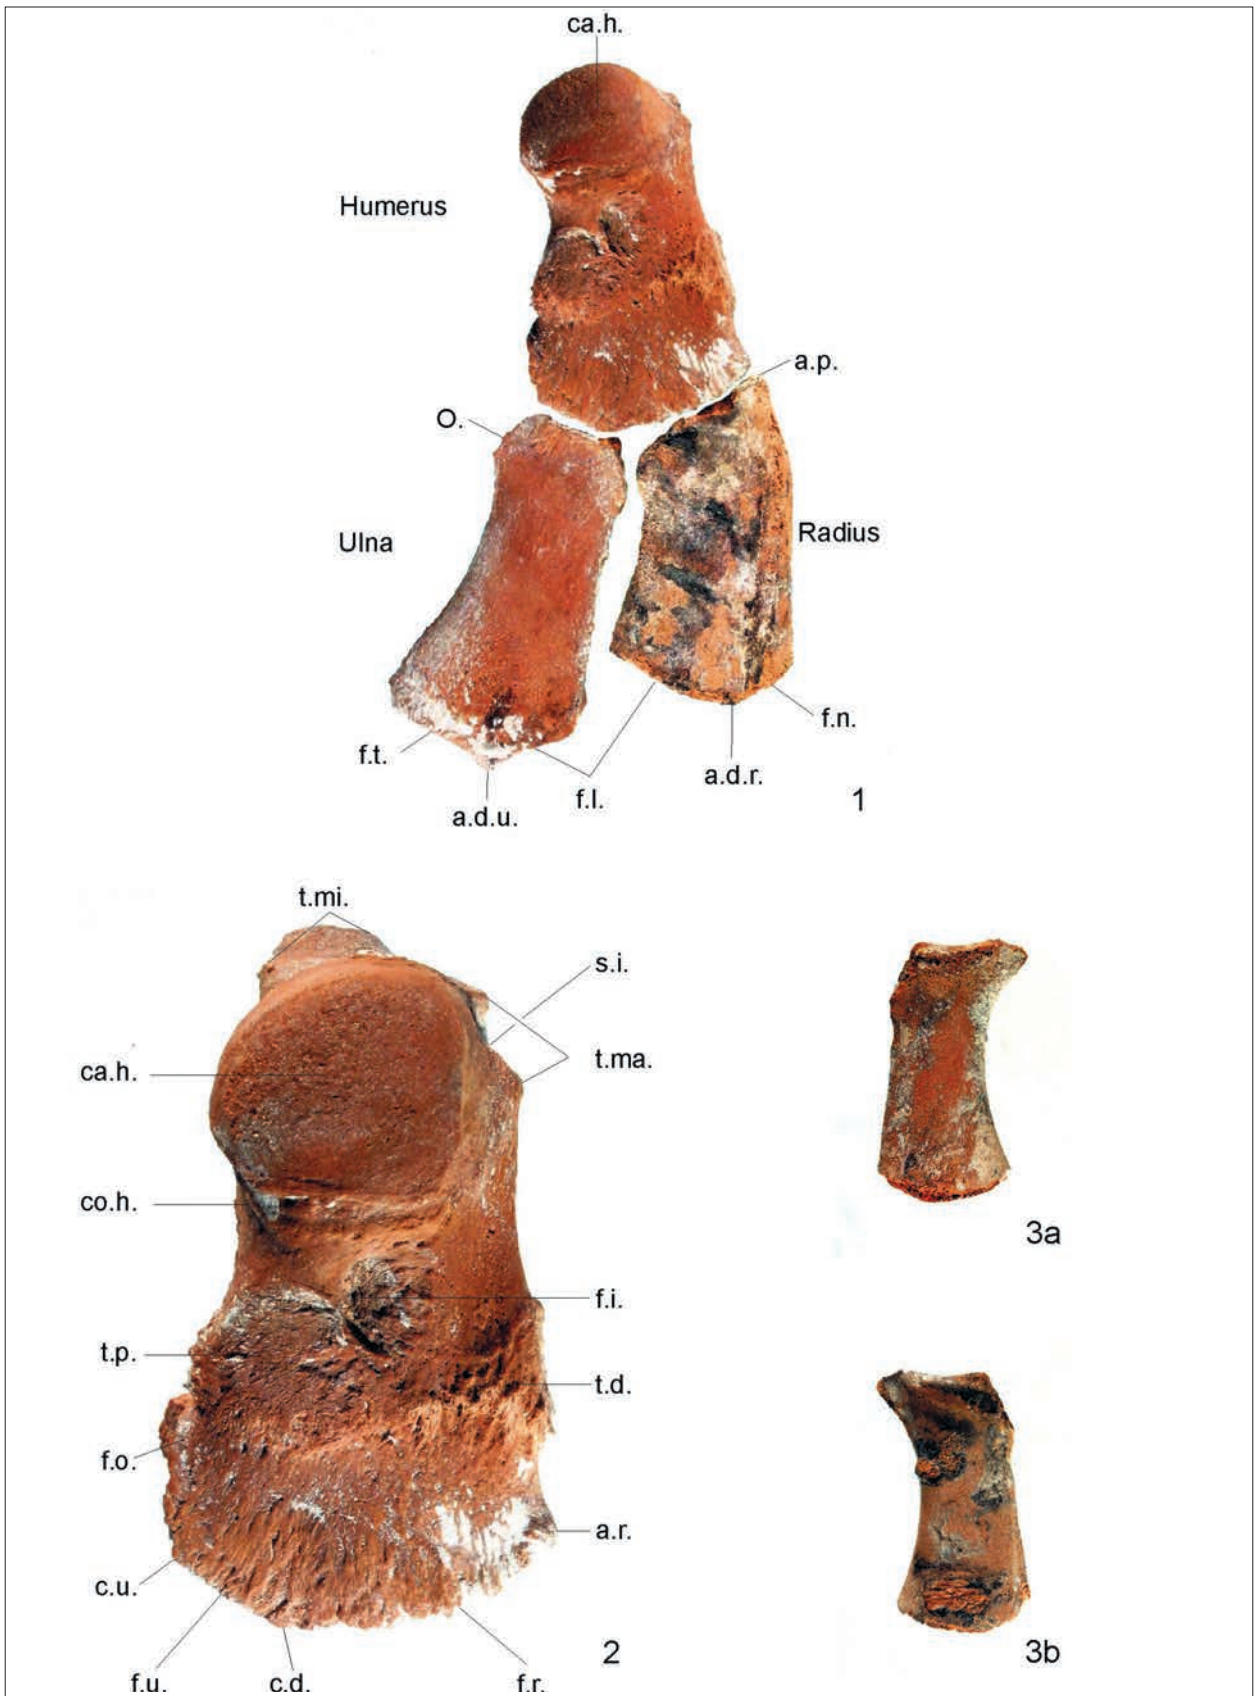 ca.h.
Humerus
a.p.
O.
Ulna
Radius
f.n.
f.t.
a.d.r.
f.l.
a.d.u.
1
t.mi.
s.i.
t.ma.
ca.h.
co.h.
3a
f.i.
t.p.
t.d.
f.o.
a.r.
c.u.
2
3b
f.u.
c.d.
f.r.